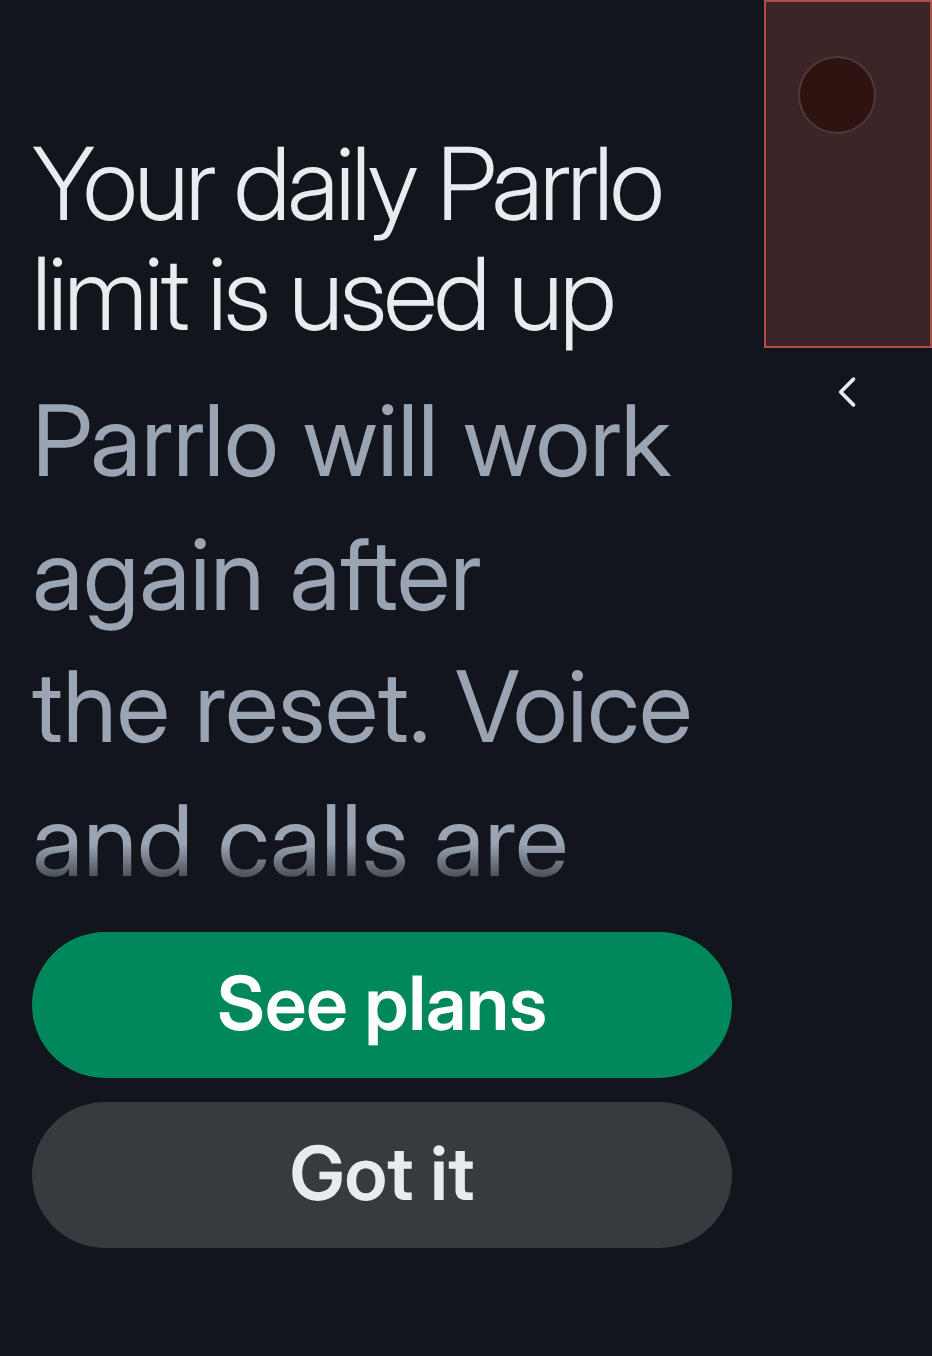 Your daily Parrlo
limit is used up
Parrlo will work
again after
the reset. Voice
and calls are
See plans
Got it